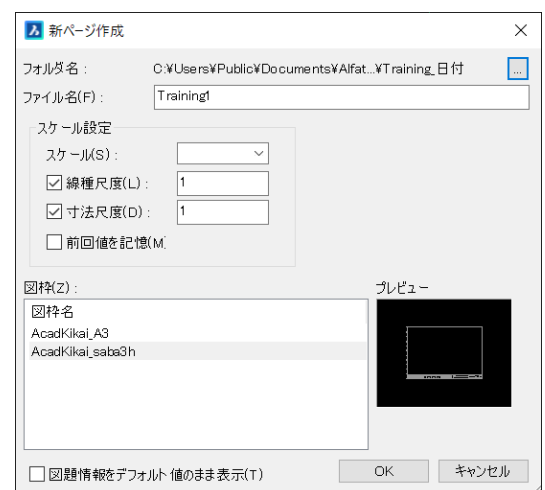 新ページ作成
フォルダ名 : C:¥Users¥Public¥Documents¥Alfat...¥Training_日付 ...
ファイル名(F) : Training1
スケール設定
スケール(S) :
線種尺度(L) : 1
寸法尺度(D) : 1
前回値を記憶(M)
図枠(Z) : プレビュー
図枠名
AcadKikai_A3
AcadKikai_saba3h
図題情報をデフォルト値のまま表示(T) OK キャンセル